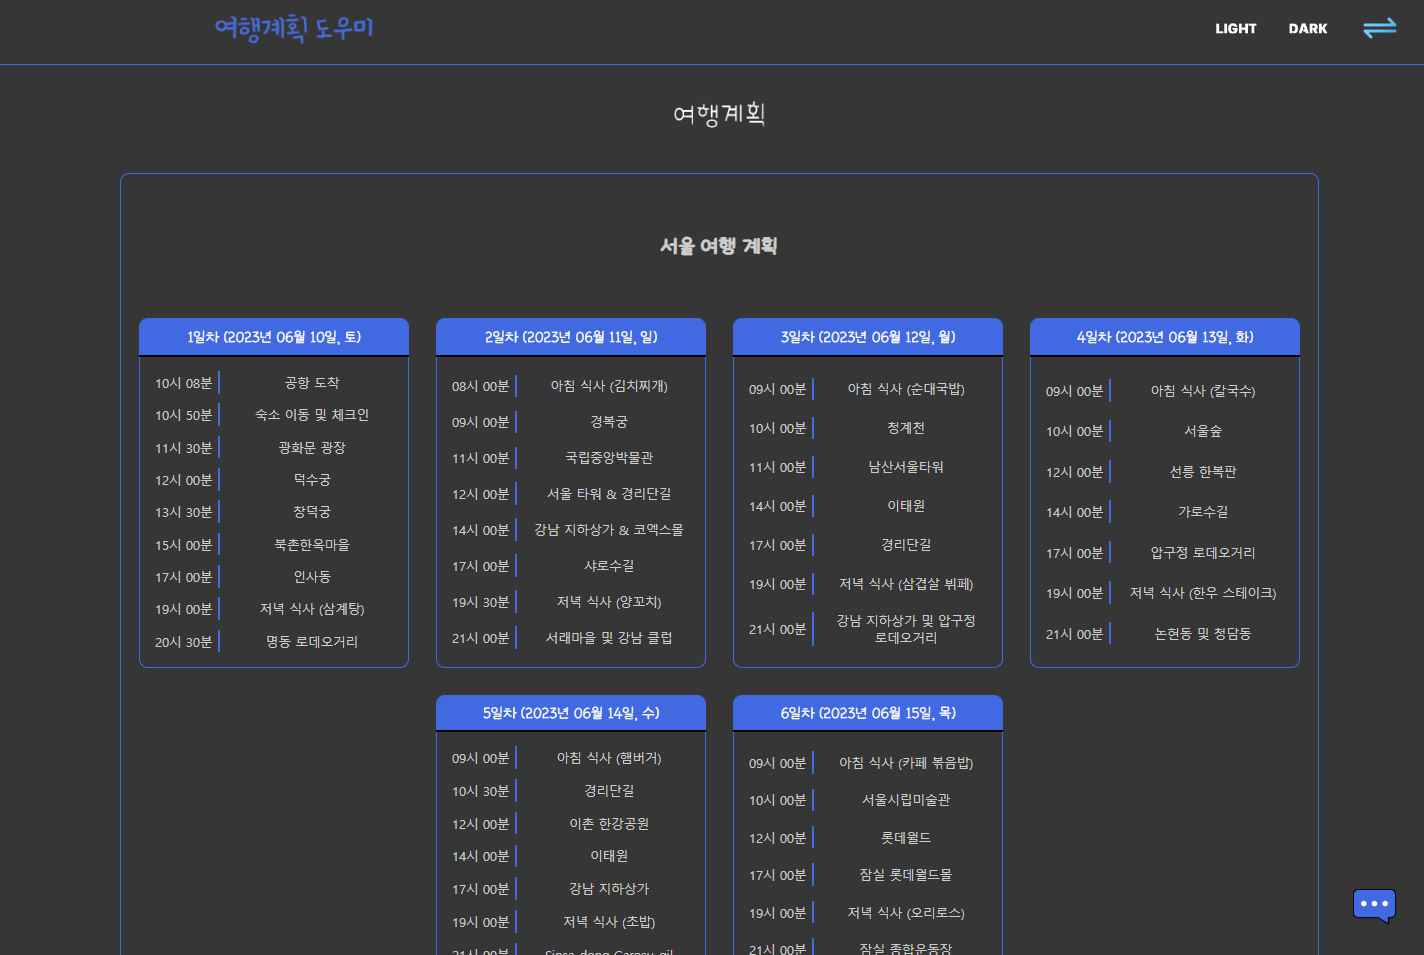 여행계획 도우미
LIGHT DARK
여행계획
서울 여행 계획
1일차 (2023년 06월 10일, 토)
10시 08분 공항 도착
10시 50분 숙소 이동 및 체크인
11시 30분 광화문 광장
12시 00분 덕수궁
13시 30분 창덕궁
15시 00분 북촌한옥마을
17시 00분 인사동
19시 00분 저녁 식사 (삼계탕)
20시 30분 명동 로데오거리
2일차 (2023년 06월 11일, 일)
08시 00분 아침 식사 (김치찌개)
09시 00분 경복궁
11시 00분 국립중앙박물관
12시 00분 서울 타워 & 경리단길
14시 00분 강남 지하상가 & 코엑스몰
17시 00분 샤로수길
19시 30분 저녁 식사 (양꼬치)
21시 00분 서래마을 및 강남 클럽
3일차 (2023년 06월 12일, 월)
09시 00분 아침 식사 (순대국밥)
10시 00분 청계천
11시 00분 남산서울타워
14시 00분 이태원
17시 00분 경리단길
19시 00분 저녁 식사 (삼겹살 뷔페)
21시 00분 강남 지하상가 및 압구정
로데오거리
4일차 (2023년 06월 13일, 화)
09시 00분 아침 식사 (칼국수)
10시 00분 서울숲
12시 00분 선릉 한복판
14시 00분 가로수길
17시 00분 압구정 로데오거리
19시 00분 저녁 식사 (한우 스테이크)
21시 00분 논현동 및 청담동
5일차 (2023년 06월 14일, 수)
09시 00분 아침 식사 (햄버거)
10시 30분 경리단길
12시 00분 이촌 한강공원
14시 00분 이태원
17시 00분 강남 지하상가
19시 00분 저녁 식사 (초밥)
21시 00분 Sinsa-dong Garosu-gil
6일차 (2023년 06월 15일, 목)
09시 00분 아침 식사 (카페 볶음밥)
10시 00분 서울시립미술관
12시 00분 롯데월드
17시 00분 잠실 롯데월드몰
19시 00분 저녁 식사 (오리로스)
21시 00분 잠실 종합운동장